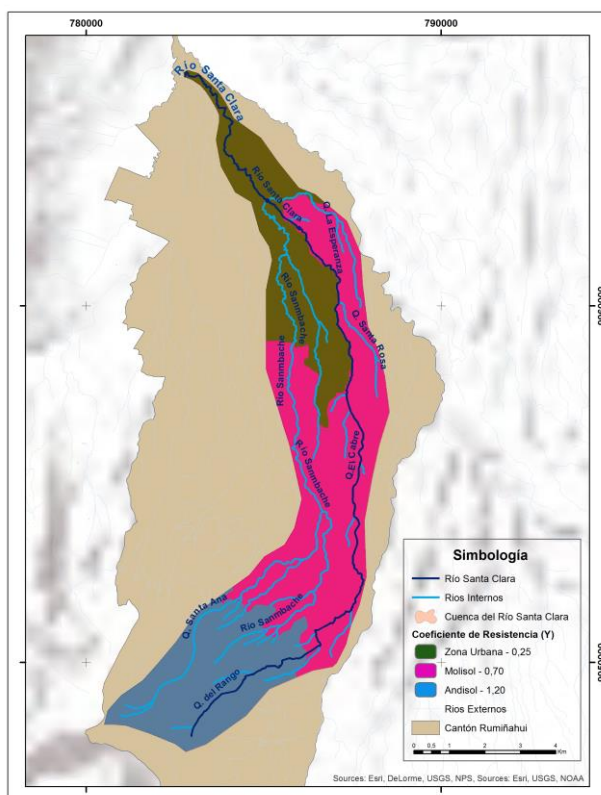 780000
790000
Río Santa Clara
Río Santa Clara
Q. La Esperanza
Río Sanmbache
Q. Santa Rosa
Río Sanmbache
Q.El Cabre
Río Sanmbache
Q. Santa Ana
Río Sanmbache
Q. del Rango
9960000
9950000
Simbología
Río Santa Clara
Rios Internos
Cuenca del Río Santa Clara
Coeficiente de Resistencia (Y)
Zona Urbana - 0,25
Molisol - 0,70
Andisol - 1,20
Rios Externos
Cantón Rumiñahui
0 0,5 1 2 3 4
Km
Sources: Esri, DeLorme, USGS, NPS, Sources: Esri, USGS, NOAA